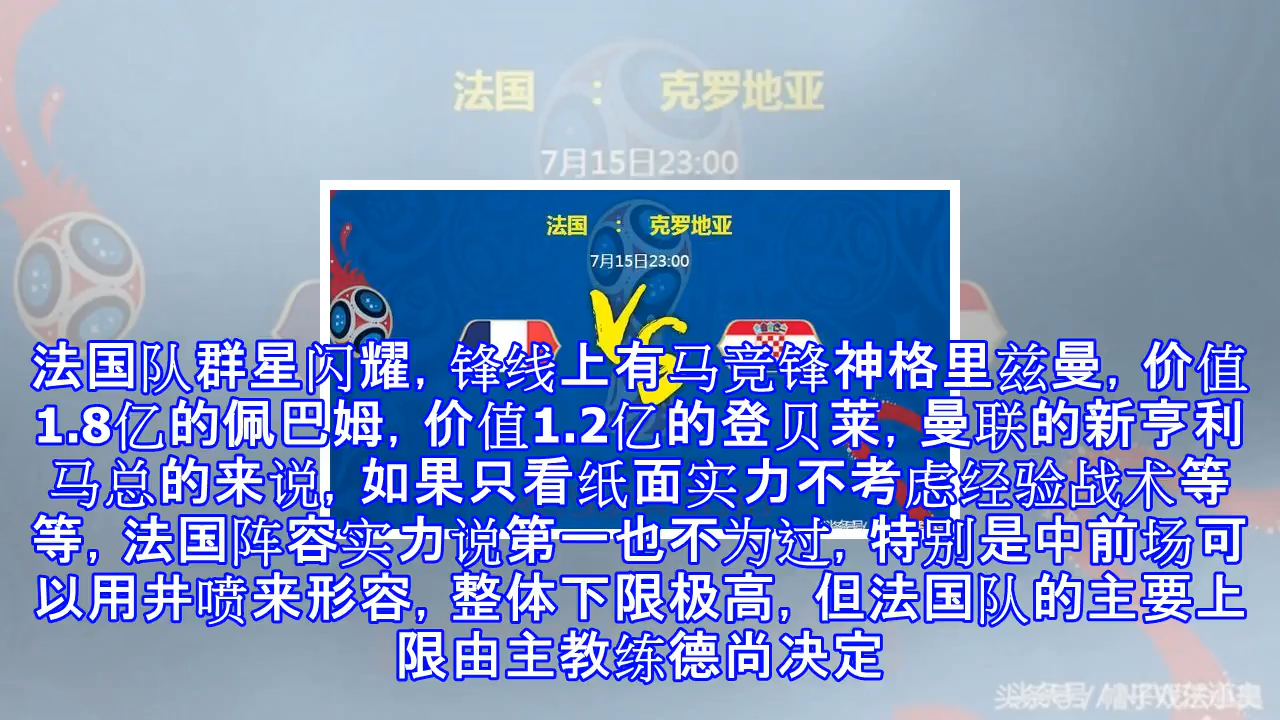 法国 : 克罗地亚
7月15日23:00
法国 : 克罗地亚
7月15日23:00
VS
法国队群星闪耀, 锋线上有马竞锋神格里兹曼, 价值
1.8亿的佩巴姆, 价值1.2亿的登贝莱, 曼联的新亨利
马总的来说, 如果只看纸面实力不考虑经验战术等
等, 法国阵容实力说第一也不为过, 特别是中前场可
以用井喷来形容, 整体下限极高, 但法国队的主要上
限由主教练德尚决定
头条号